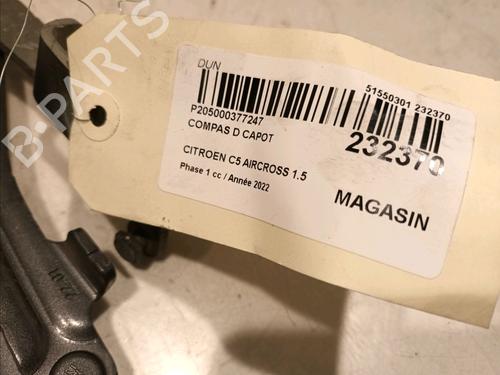 DUN
51550301 232370
P205000377247
COMPAS D CAPOT
232370
CITROEN C5 AIRCROSS 1.5
Phase 1 cc / Année 2022
MAGASIN
B-PARTS